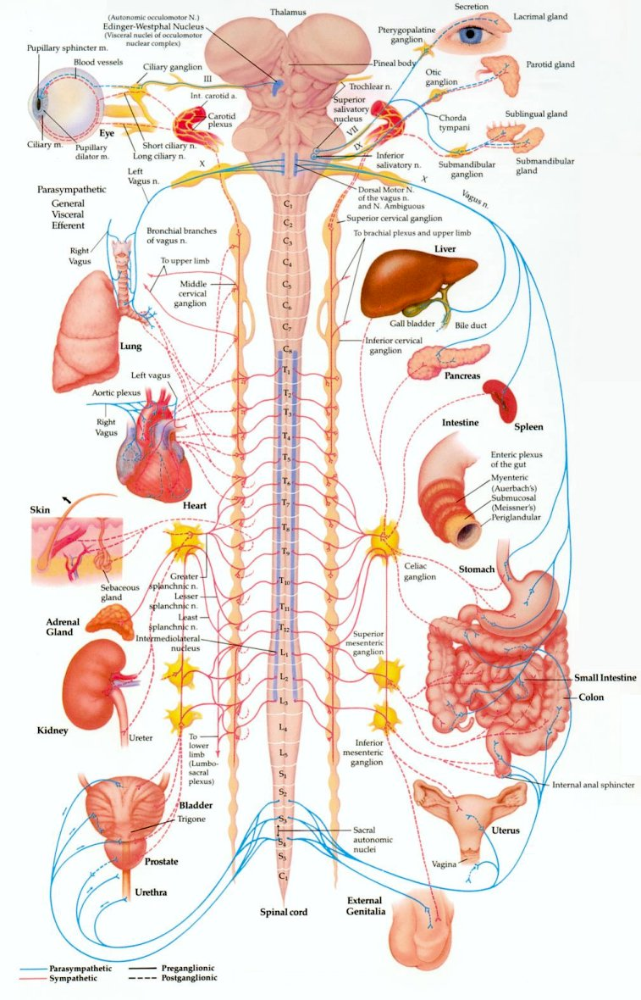 (Autonomic occulomotor N.)
Edinger-Westphal Nucleus
(Visceral nuclei of occulomotor
nuclear complex)
Thalamus
Secretion
Pterygopalatine
ganglion
Lacrimal gland
Pupillary sphincter m.
Blood vessels
Ciliary ganglion
III
Pineal body
Otic
ganglion
Parotid gland
Int. carotid a.
Carotid
plexus
Trochlear n.
Superior
salivatory
nucleus
VII
IX
Chorda
tympani
Sublingual gland
Eye
Ciliary m.
Pupillary
dilator m.
Short ciliary n.
Long ciliary n.
Inferior
salivatory n.
Submandibular
ganglion
Submandibular
gland
X
Left
Vagus n.
X
Vagus n.
Dorsal Motor N.
of the vagus n.
and N. Ambiguous
Parasympathetic
General
Visceral
Efferent
C1
C2
C3
C4
C5
C6
C7
C8
T1
T2
T3
T4
T5
T6
T7
T8
T9
T10
T11
T12
L1
L2
L3
L4
L5
S1
S2
S3
S4
S5
C1
Superior cervical ganglion
To brachial plexus and upper limb
Bronchial branches
of vagus n.
Right
Vagus
To upper limb
Middle
cervical
ganglion
Lung
Liver
Gall bladder
Bile duct
Inferior cervical
ganglion
Pancreas
Left vagus
Aortic plexus
Right
Vagus
Heart
Intestine
Spleen
Enteric plexus
of the gut
Myenteric
(Auerbach's)
Submucosal
(Meissner's)
Periglandular
Skin
Sebaceous
gland
Greater
splanchnic n.
Lesser
splanchnic n.
Least
splanchnic n.
Intermediolateral
nucleus
Celiac
ganglion
Stomach
Adrenal
Gland
Superior
mesenteric
ganglion
Small Intestine
Colon
Kidney
Ureter
To
lower
limb
(Lumbo-
sacral
plexus)
Inferior
mesenteric
ganglion
Internal anal sphincter
Bladder
Trigone
Prostate
Urethra
Sacral
autonomic
nuclei
Uterus
Vagina
Spinal cord
External
Genitalia
Parasympathetic
Sympathetic
Preganglionic
Postganglionic